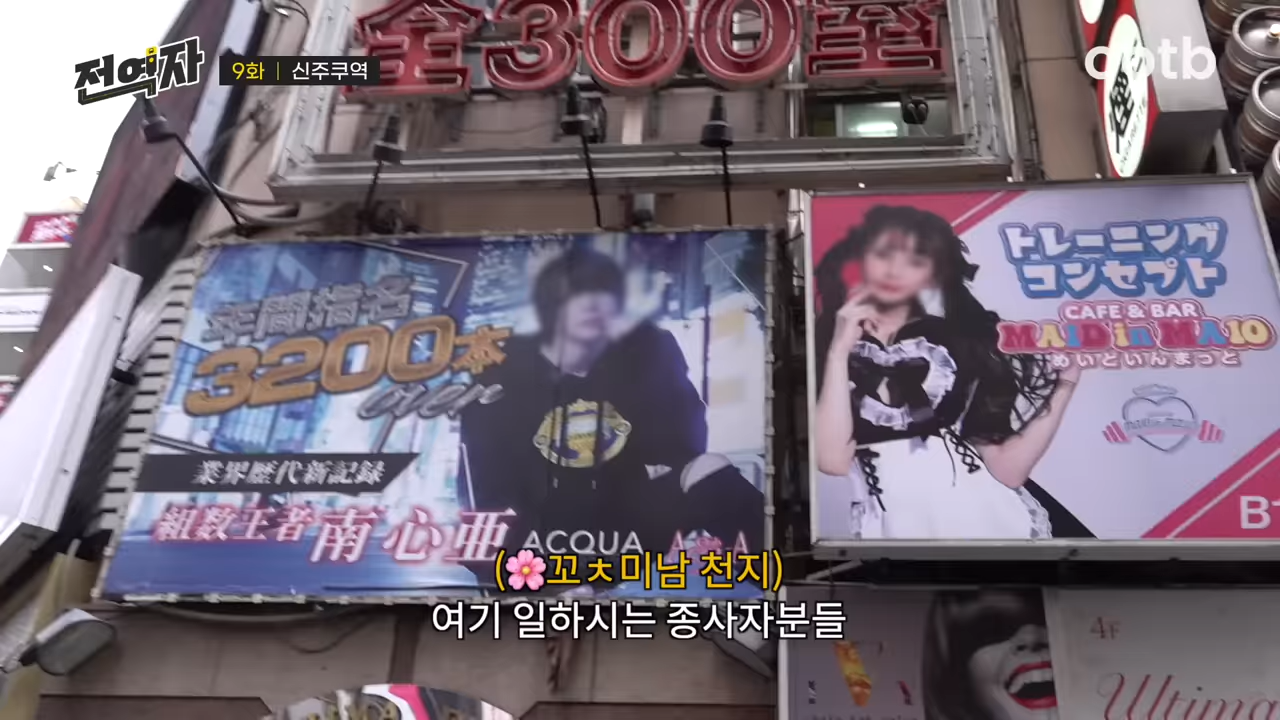 전역자
9화 | 신주쿠역
全300室
ootb
年間指名
3200本
over
業界歴代新記録
組数王者 南 心亜
ACQUA
トレーニング
コンセプト
CAFE & BAR
MAID in MA10
めいどいんまっと
4F
Ultima
(🌸꼬ㅊ미남 천지)
여기 일하시는 종사자분들